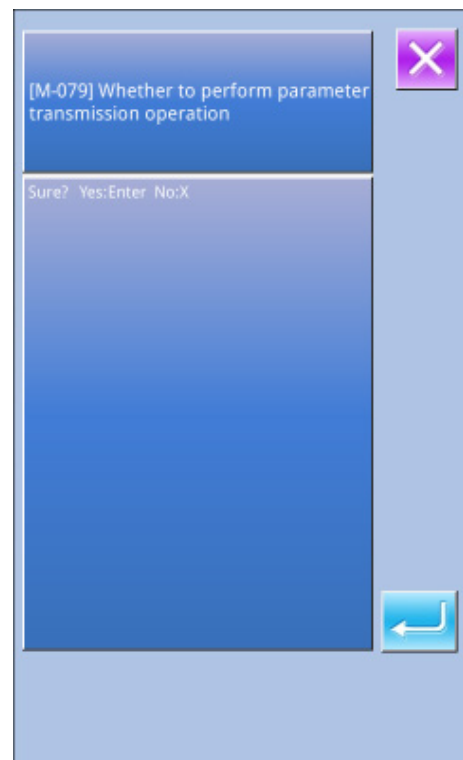 [M-079] Whether to perform parameter
transmission operation
Sure? Yes:Enter No:X